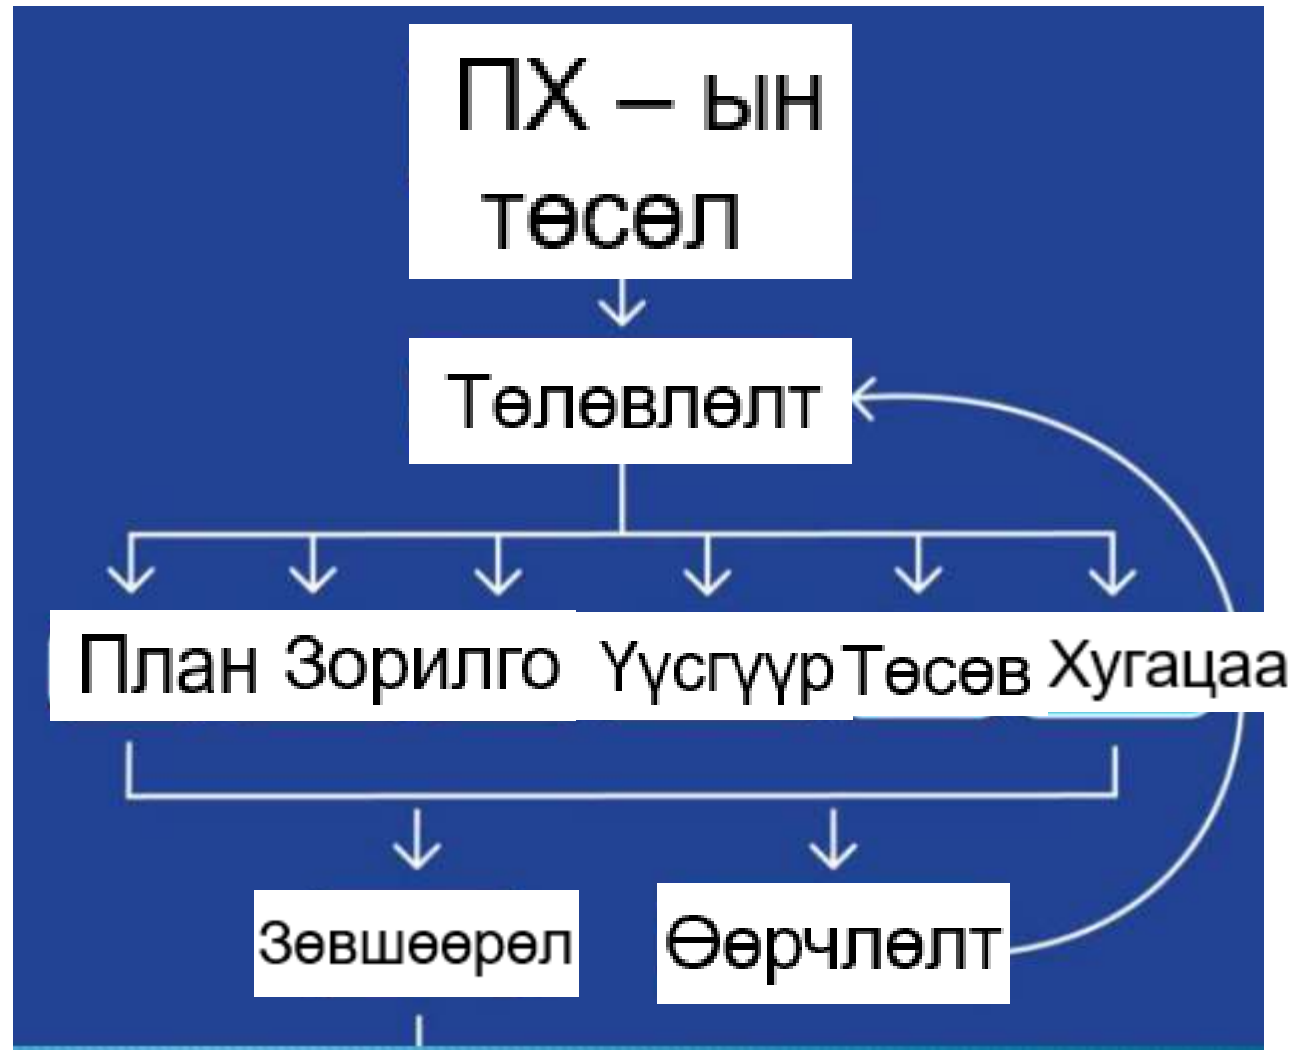 ПХ – ын
төсөл
Төлөвлөлт
План Зорилго Үүсгүүр Төсөв Хугацаа
Зөвшөөрөл Өөрчлөлт